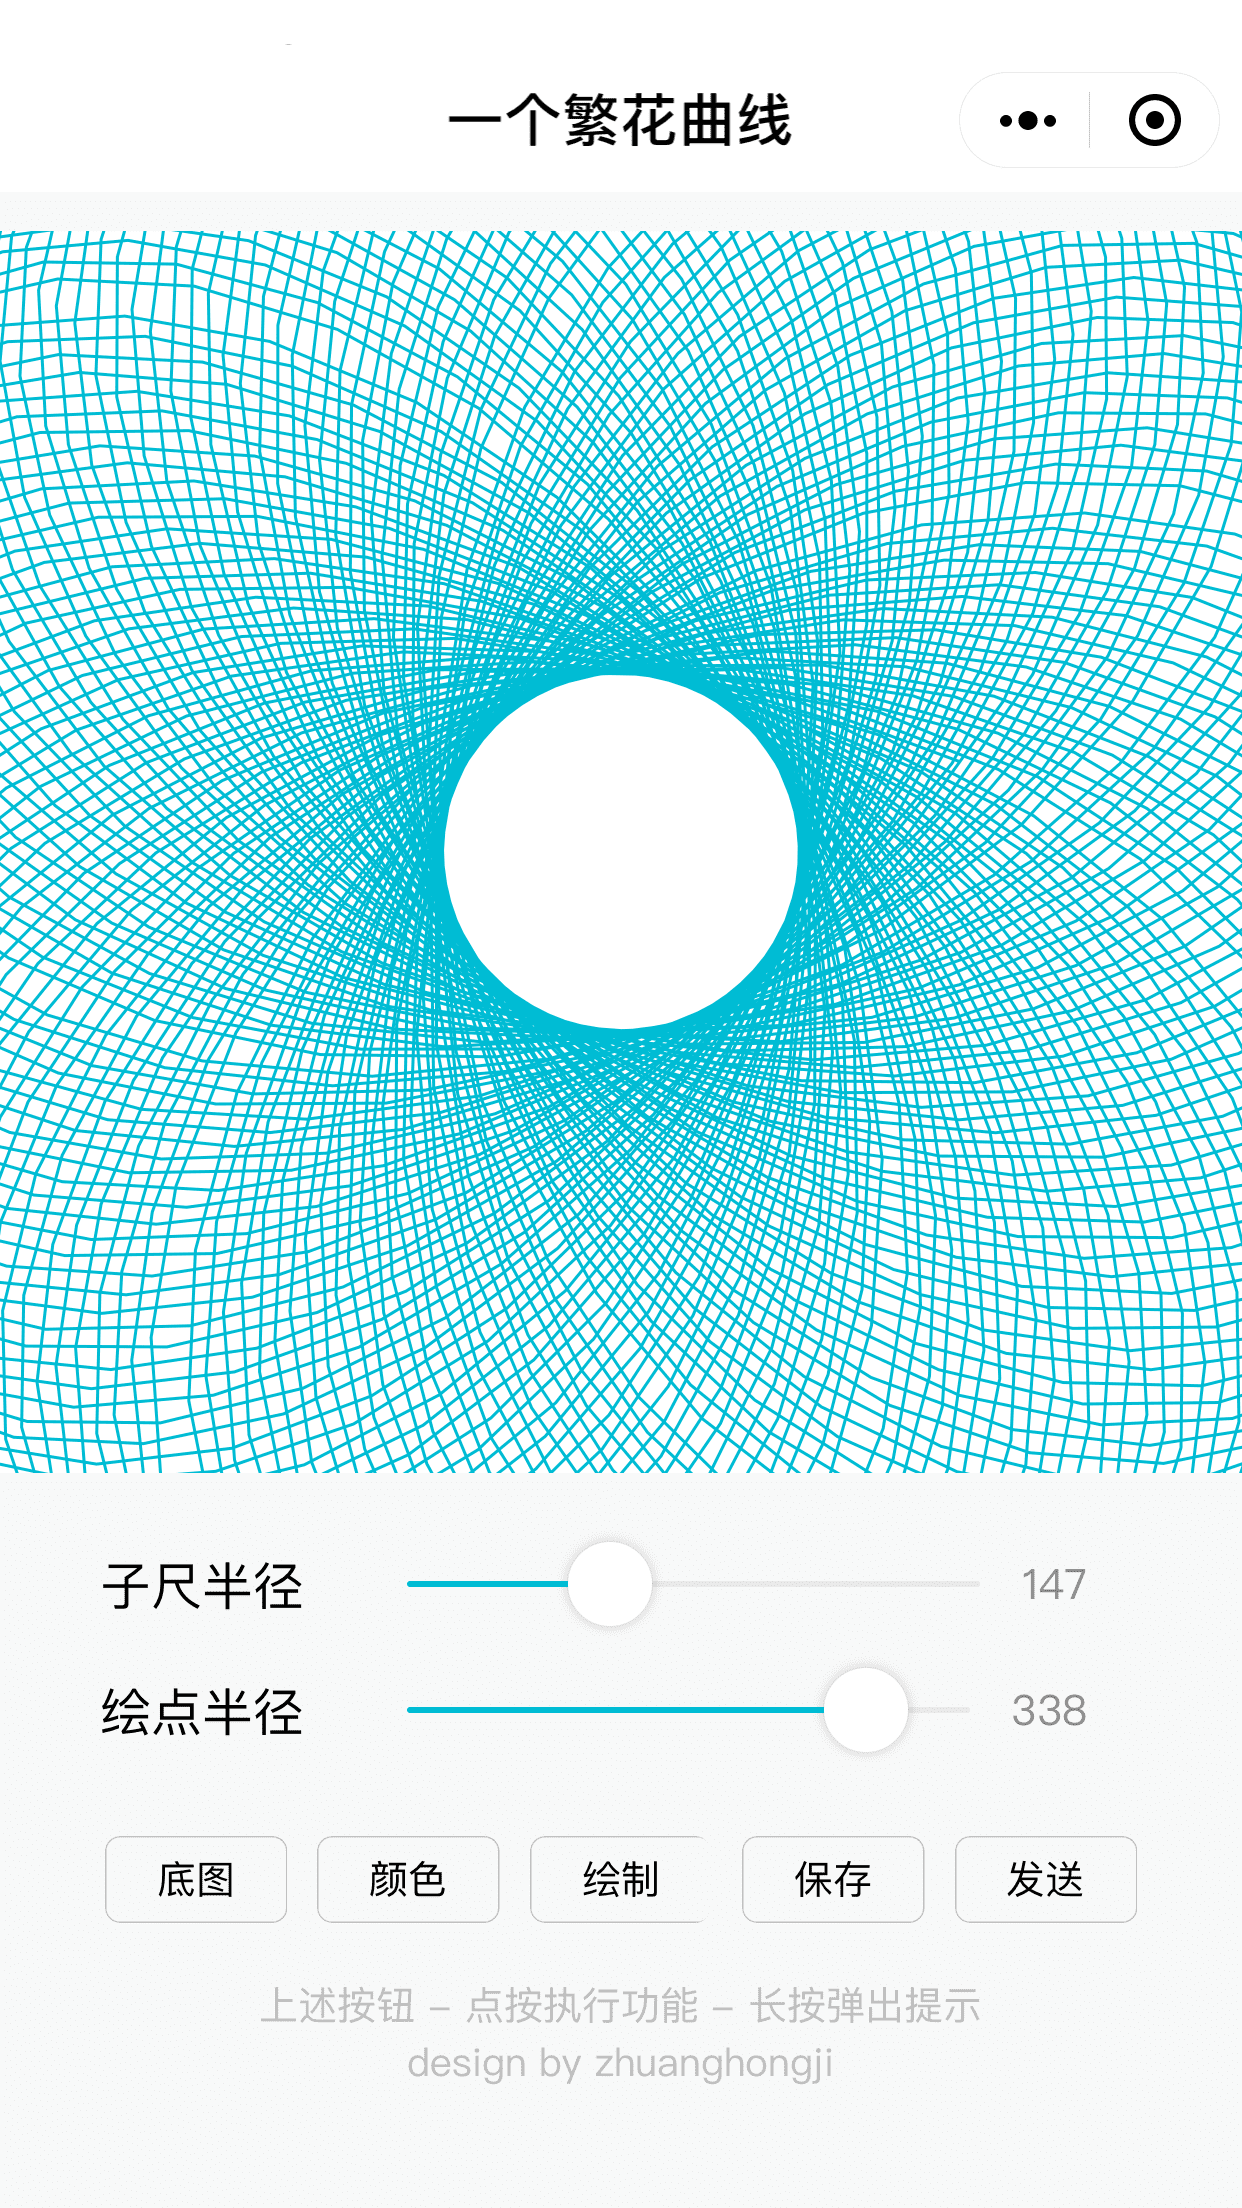 一个繁花曲线
子尺半径 147
绘点半径 338
底图 颜色 绘制 保存 发送
上述按钮 – 点按执行功能 – 长按弹出提示
design by zhuanghongji